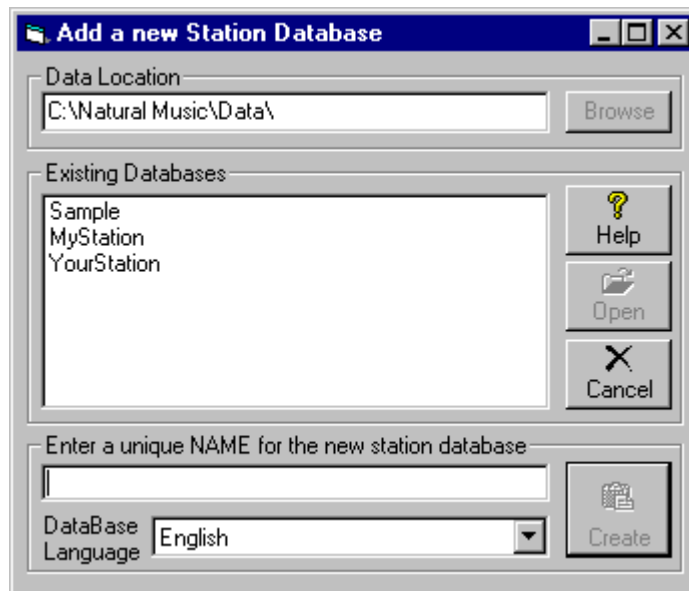 Add a new Station Database
Data Location
C:\Natural Music\Data\
Browse
Existing Databases
Sample
MyStation
YourStation
Help
Open
Cancel
Enter a unique NAME for the new station database
DataBase
Language
English
Create